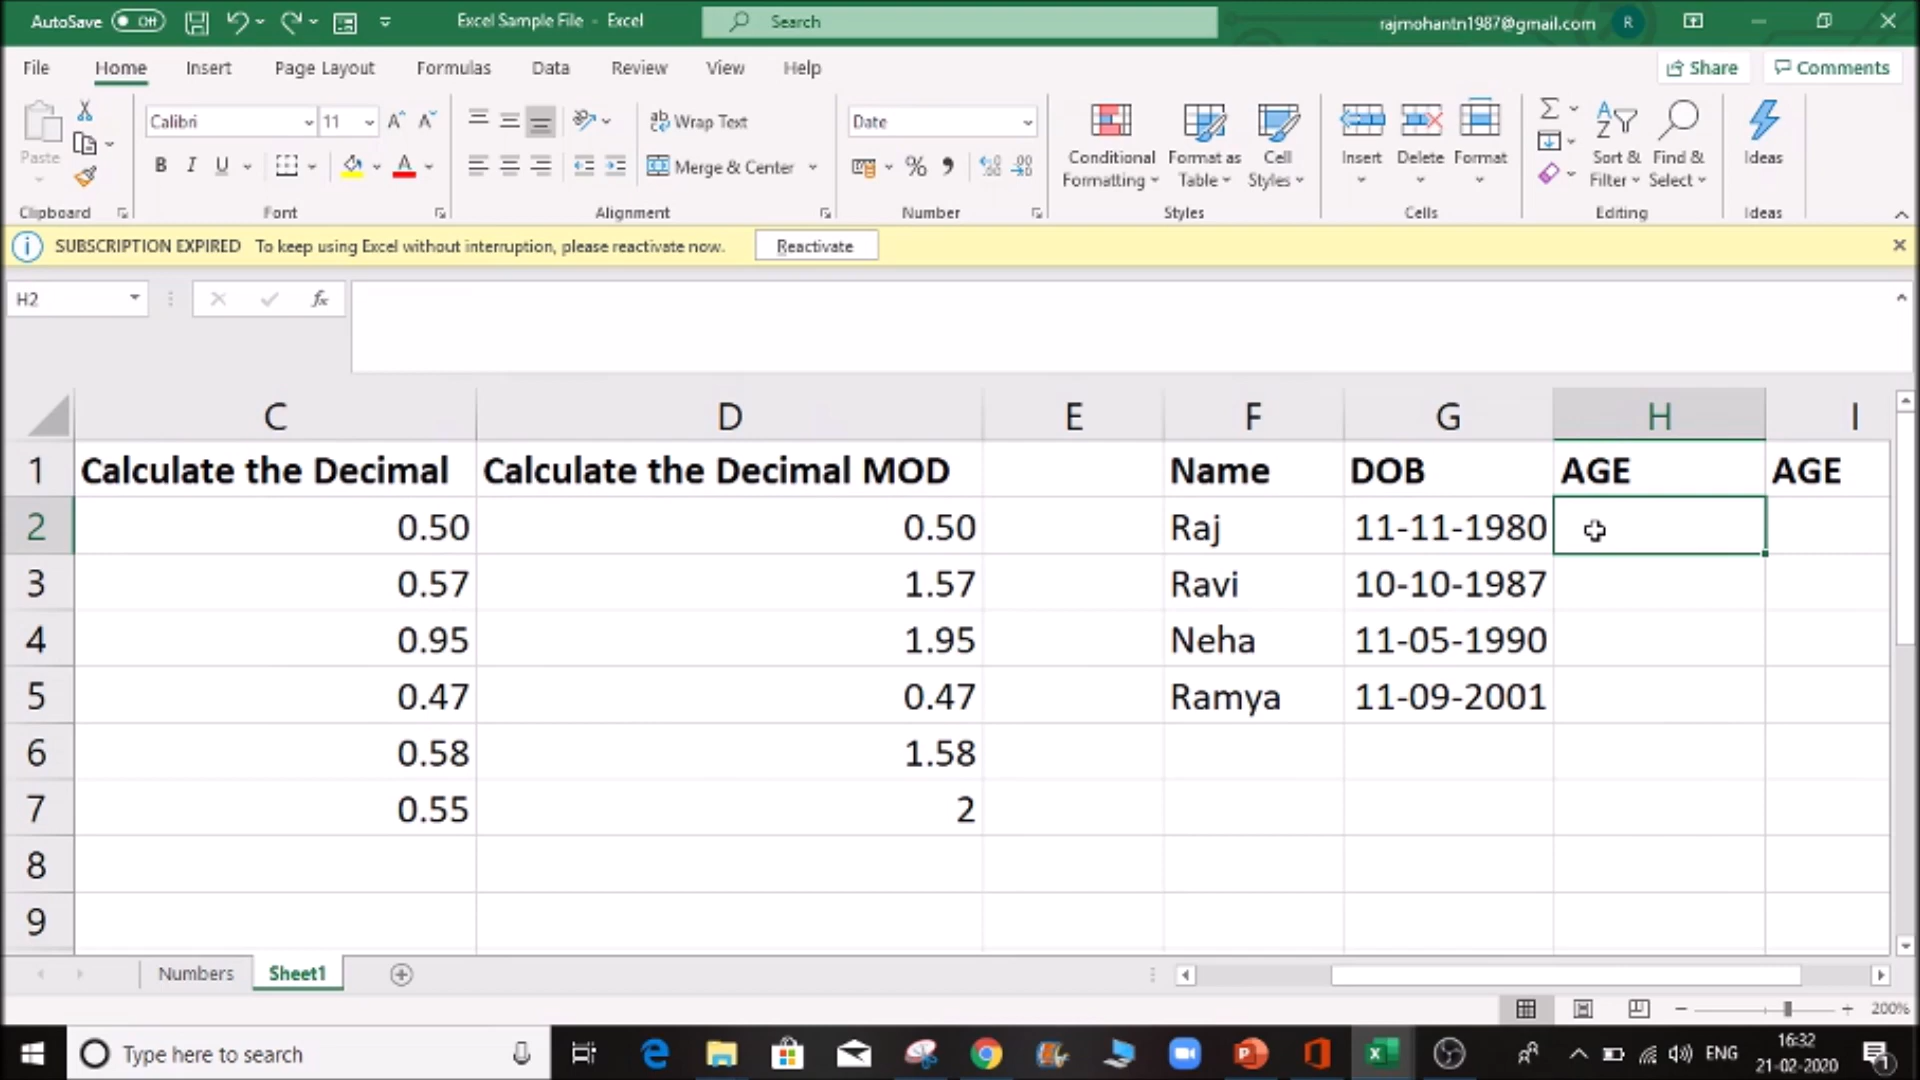 AutoSave Off Excel Sample File - Excel Search rajmohantn1987@gmail.com R
File Home Insert Page Layout Formulas Data Review View Help Share Comments
Paste Calibri 11 Wrap Text Date Conditional Formatting Format as Table Cell Styles Insert Delete Format Sort & Filter Find & Select Ideas
B I U Merge & Center % ,
Clipboard Font Alignment Number Styles Cells Editing Ideas
SUBSCRIPTION EXPIRED To keep using Excel without interruption, please reactivate now. Reactivate
H2 fx
C D E F G H I
1 Calculate the Decimal Calculate the Decimal MOD Name DOB AGE AGE
2 0.50 0.50 Raj 11-11-1980
3 0.57 1.57 Ravi 10-10-1987
4 0.95 1.95 Neha 11-05-1990
5 0.47 0.47 Ramya 11-09-2001
6 0.58 1.58
7 0.55 2
8
9
Numbers Sheet1
200%
Type here to search ENG 16:32
21-02-2020 1